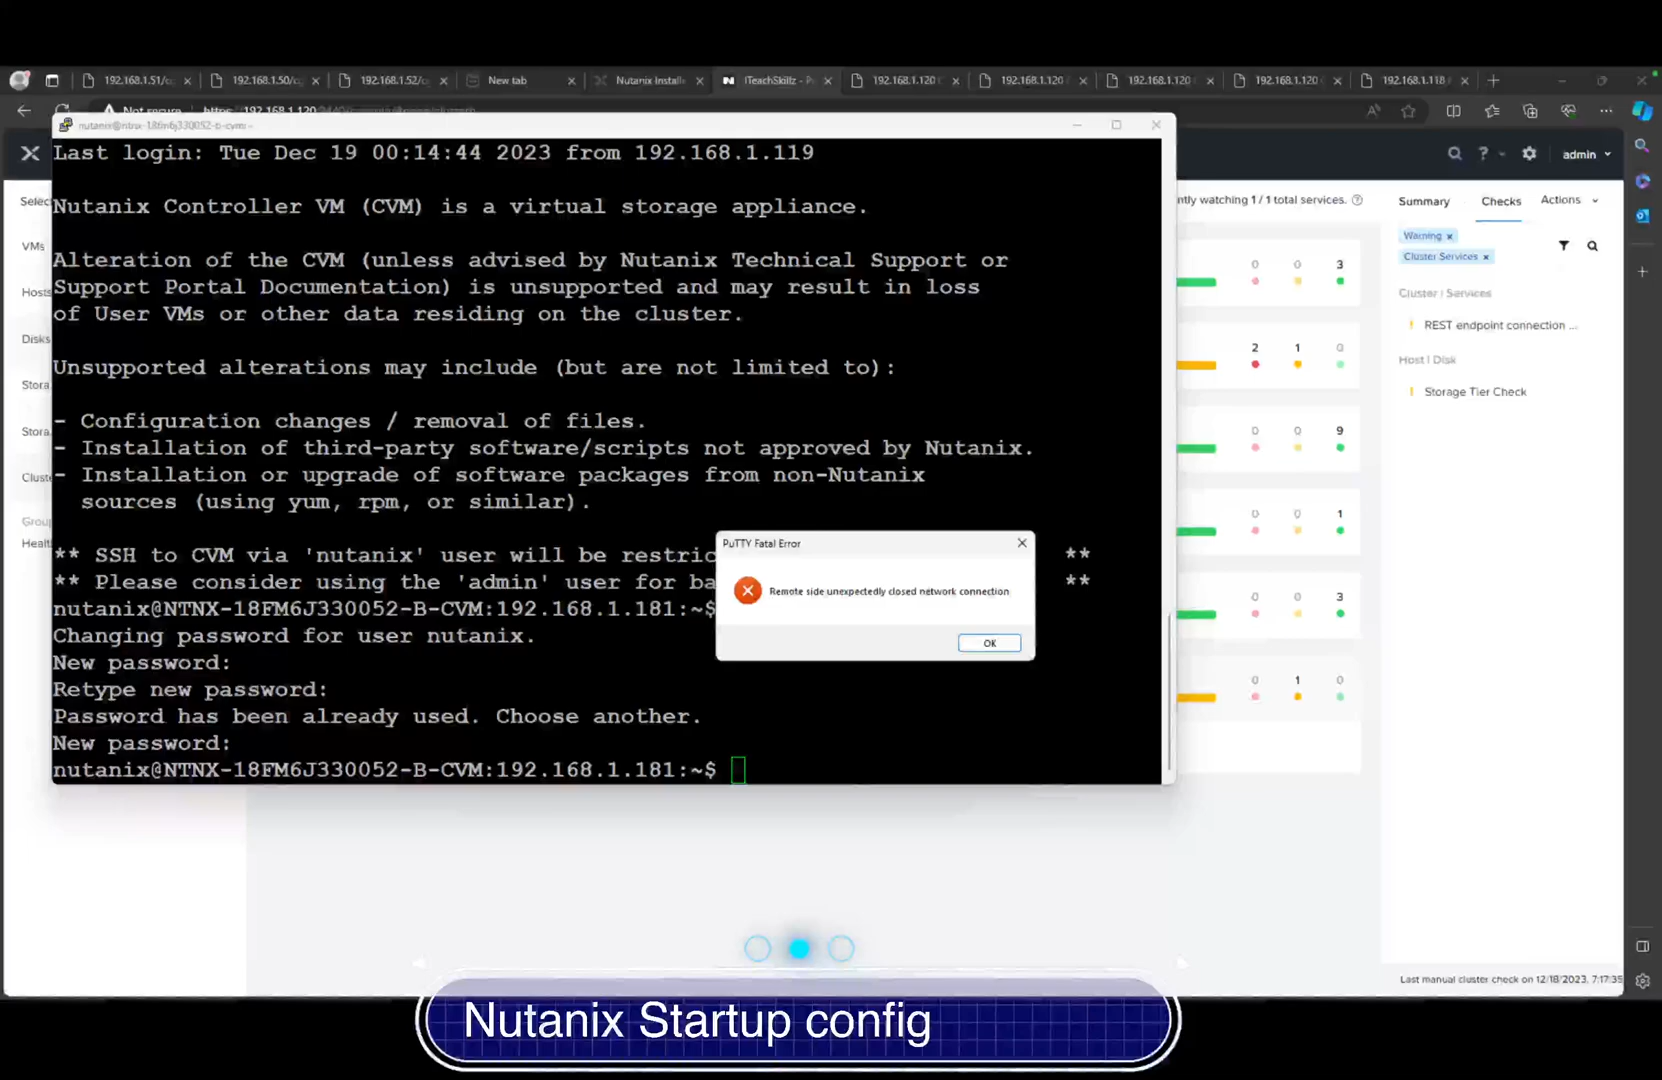 192.168.1.51/c
192.168.1.50/c
192.168.1.52/c
New tab
Nutanix Install
ITeachSkillz - P
192.168.1.120
192.168.1.120
192.168.1.120
192.168.1.120
192.168.1.118
Not secure
192.168.1.120
admin
Selec
VMs
Hosts
Disks
Stora
Stora
Cluste
Grou
Healt
Last login: Tue Dec 19 00:14:44 2023 from 192.168.1.119
Nutanix Controller VM (CVM) is a virtual storage appliance.
Alteration of the CVM (unless advised by Nutanix Technical Support or
Support Portal Documentation) is unsupported and may result in loss
of User VMs or other data residing on the cluster.
Unsupported alterations may include (but are not limited to):
- Configuration changes / removal of files.
- Installation of third-party software/scripts not approved by Nutanix.
- Installation or upgrade of software packages from non-Nutanix
sources (using yum, rpm, or similar).
** SSH to CVM via 'nutanix' user will be restric **
** Please consider using the 'admin' user for ba **
nutanix@NTNX-18FM6J330052-B-CVM:192.168.1.181:~$
Changing password for user nutanix.
New password:
Retype new password:
Password has been already used. Choose another.
New password:
nutanix@NTNX-18FM6J330052-B-CVM:192.168.1.181:~$
PuTTY Fatal Error
Remote side unexpectedly closed network connection
OK
ntly watching 1 / 1 total services.
0 0 3
2 1 0
0 0 9
0 0 1
0 0 3
0 1 0
Summary
Checks
Actions
Warning
Cluster Services
Cluster | Services
REST endpoint connection ...
Host | Disk
Storage Tier Check
Last manual cluster check on 12/18/2023, 7:17:35
Nutanix Startup config